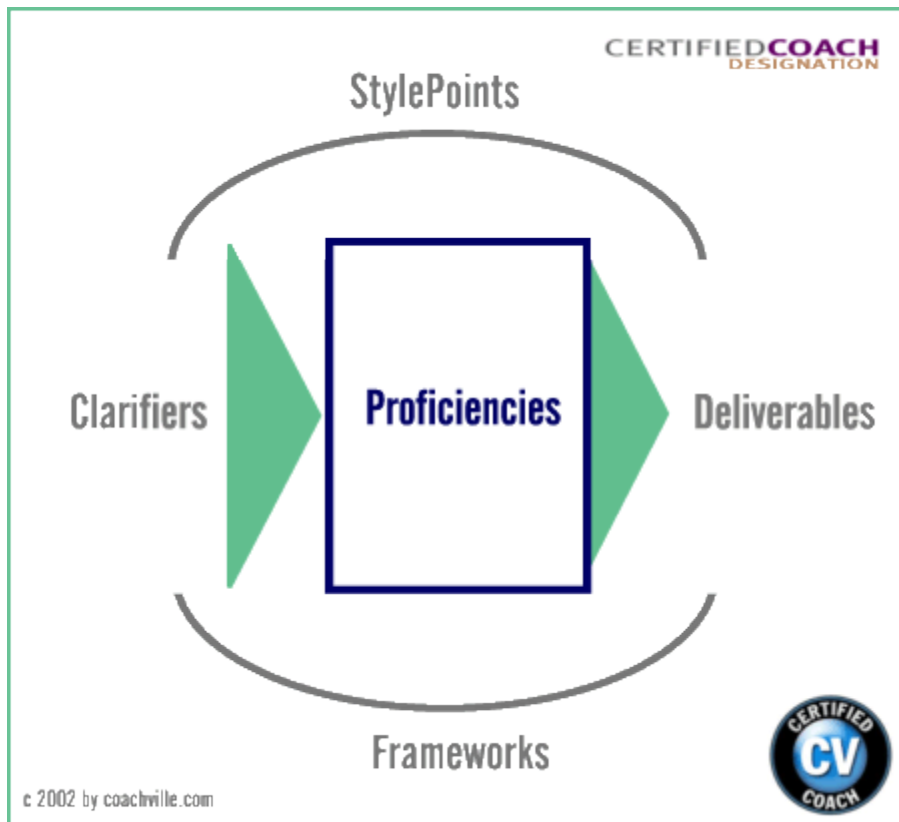 CERTIFIEDCOACH
DESIGNATION
StylePoints
Clarifiers
Proficiencies
Deliverables
Frameworks
CERTIFIED
CV
COACH
c 2002 by coachville.com